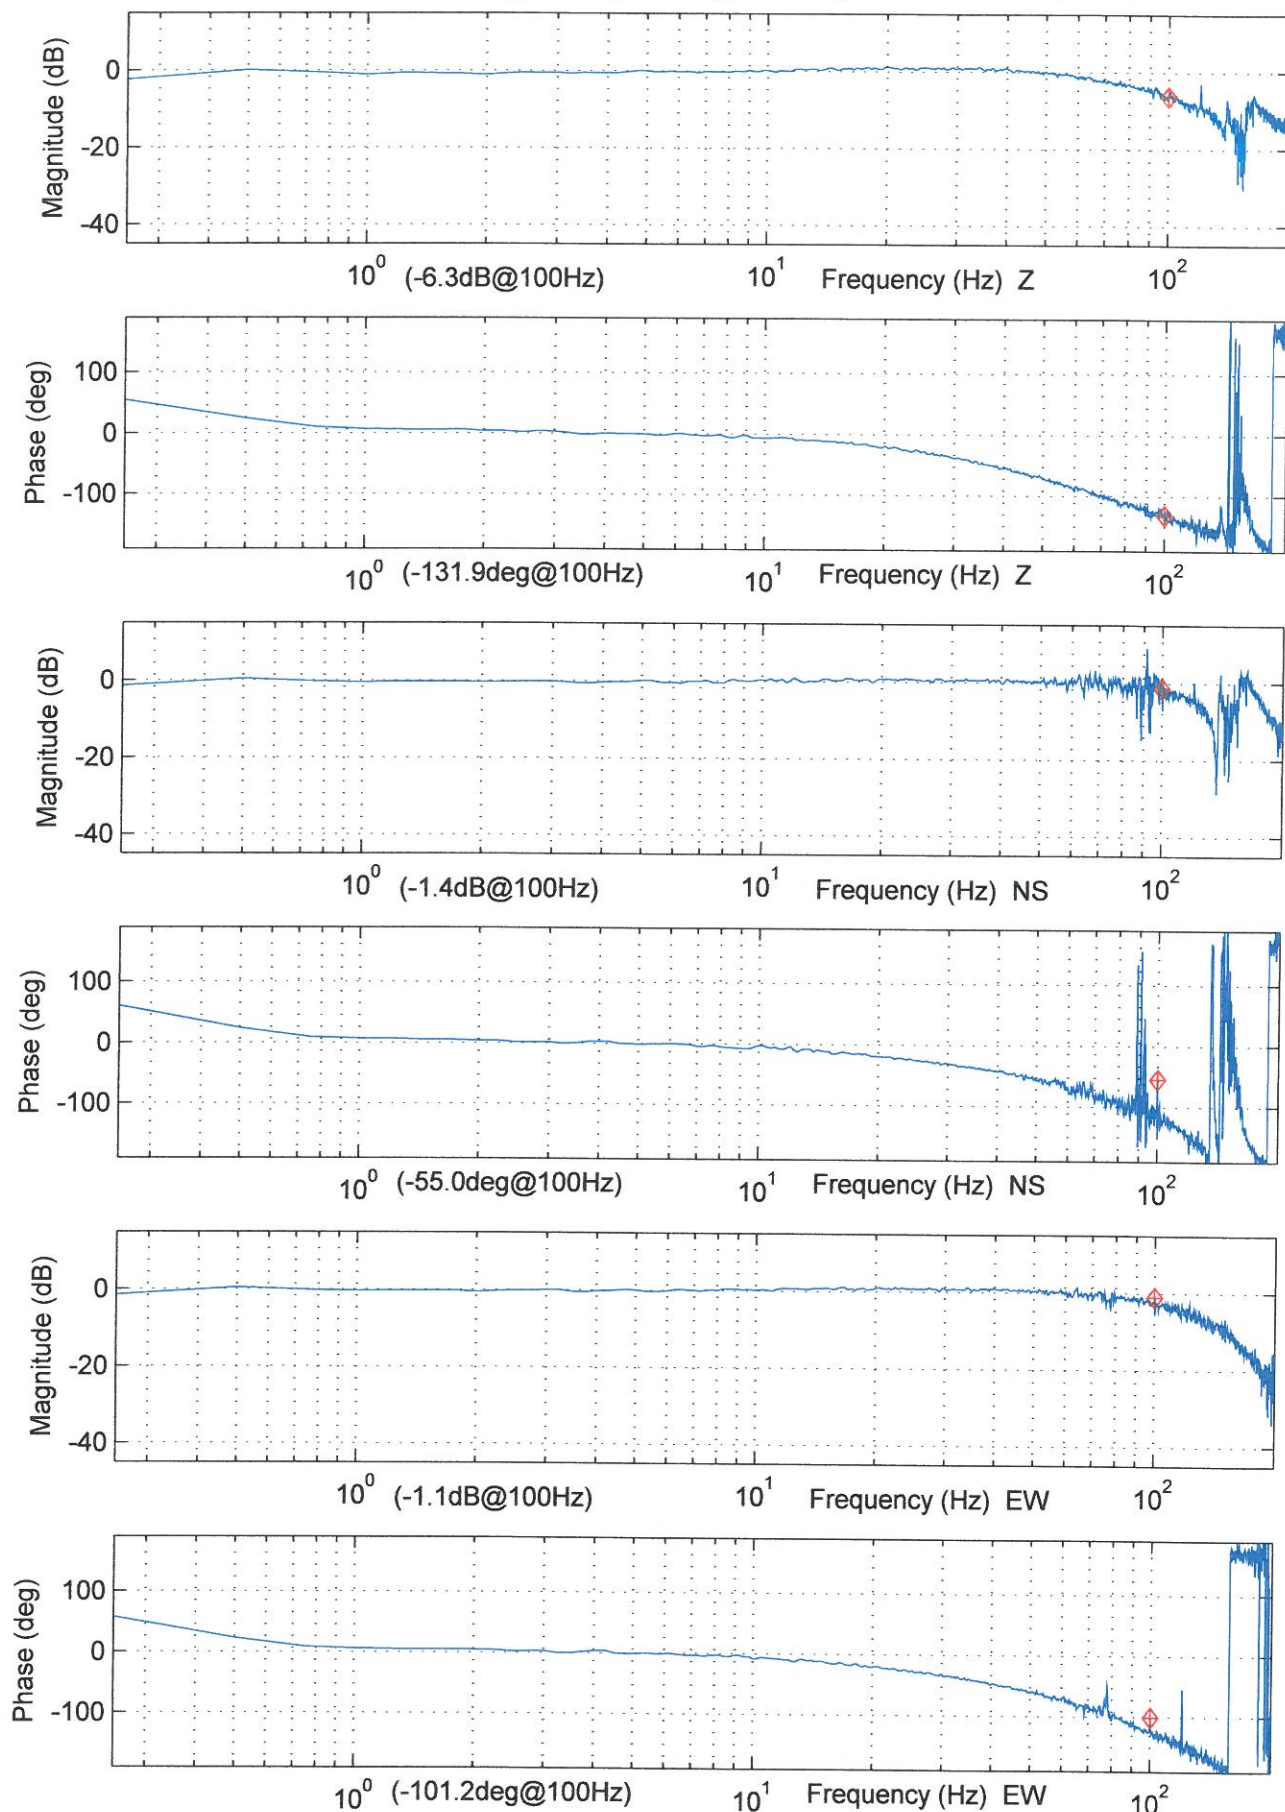 Magnitude (dB)
0
-20
-40
10^0 (-6.3dB@100Hz) 10^1 Frequency (Hz) Z 10^2
Phase (deg)
100
0
-100
10^0 (-131.9deg@100Hz) 10^1 Frequency (Hz) Z 10^2
Magnitude (dB)
0
-20
-40
10^0 (-1.4dB@100Hz) 10^1 Frequency (Hz) NS 10^2
Phase (deg)
100
0
-100
10^0 (-55.0deg@100Hz) 10^1 Frequency (Hz) NS 10^2
Magnitude (dB)
0
-20
-40
10^0 (-1.1dB@100Hz) 10^1 Frequency (Hz) EW 10^2
Phase (deg)
100
0
-100
10^0 (-101.2deg@100Hz) 10^1 Frequency (Hz) EW 10^2